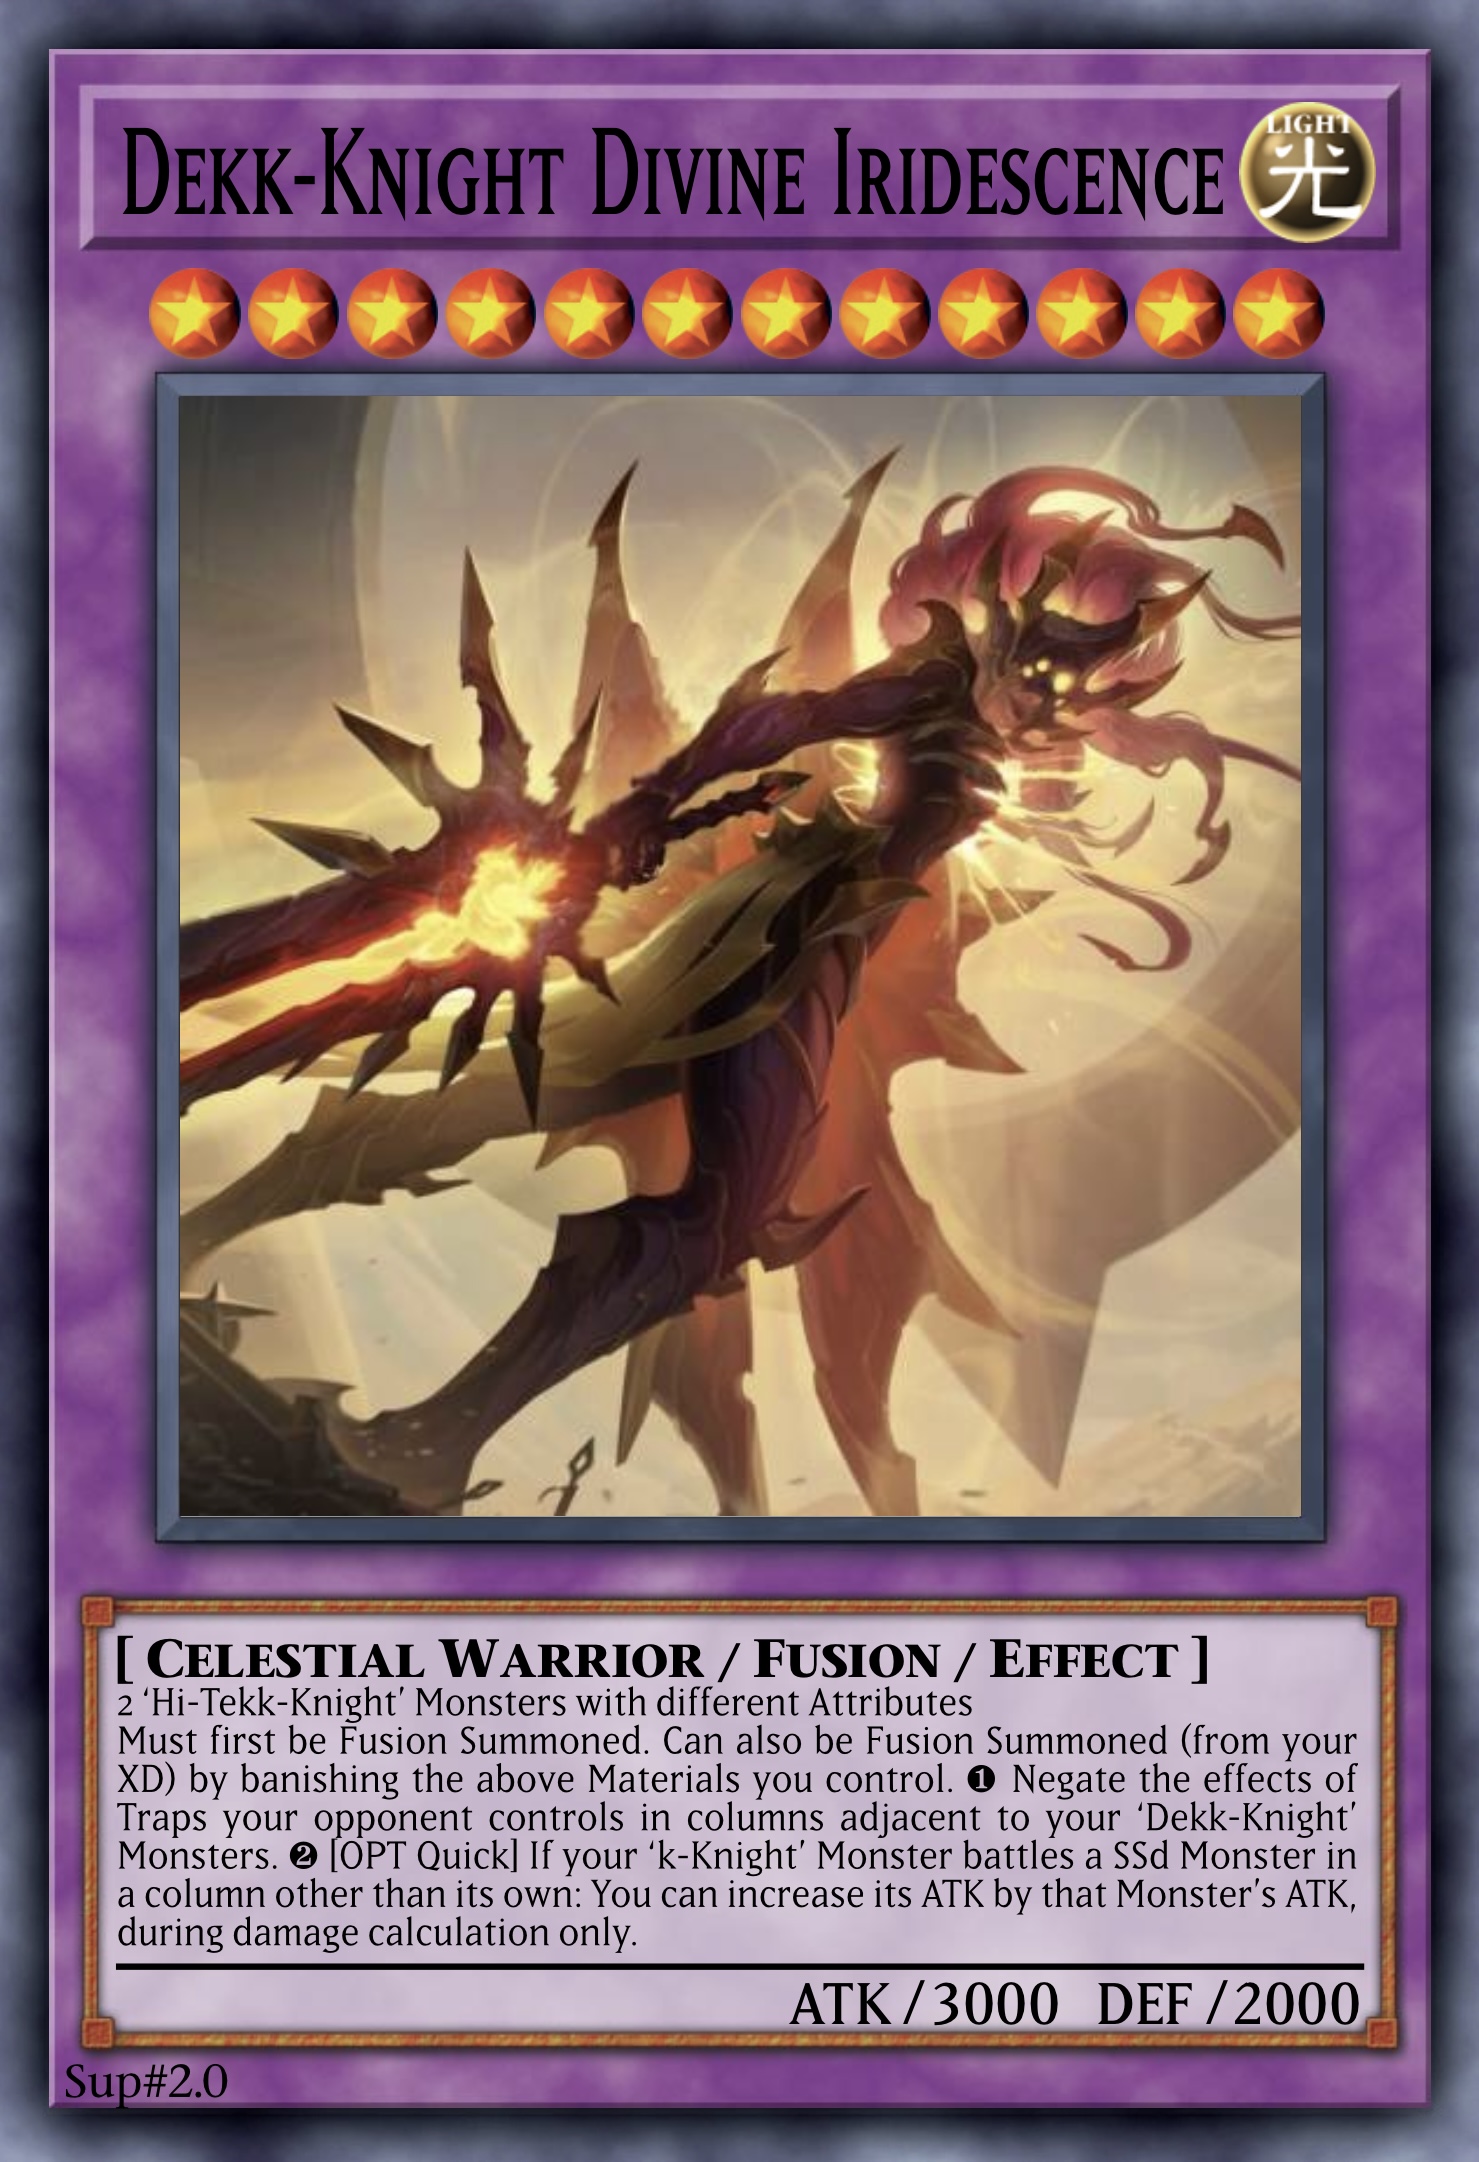 Dekk-Knight Divine Iridescence
LIGHT
光
[ Celestial Warrior / Fusion / Effect ]
2 ‘Hi-Tekk-Knight’ Monsters with different Attributes
Must first be Fusion Summoned. Can also be Fusion Summoned (from your
XD) by banishing the above Materials you control. ❶ Negate the effects of
Traps your opponent controls in columns adjacent to your ‘Dekk-Knight’
Monsters. ❷ [OPT Quick] If your ‘k-Knight’ Monster battles a SSd Monster in
a column other than its own: You can increase its ATK by that Monster’s ATK,
during damage calculation only.
ATK/3000 DEF/2000
Sup#2.0